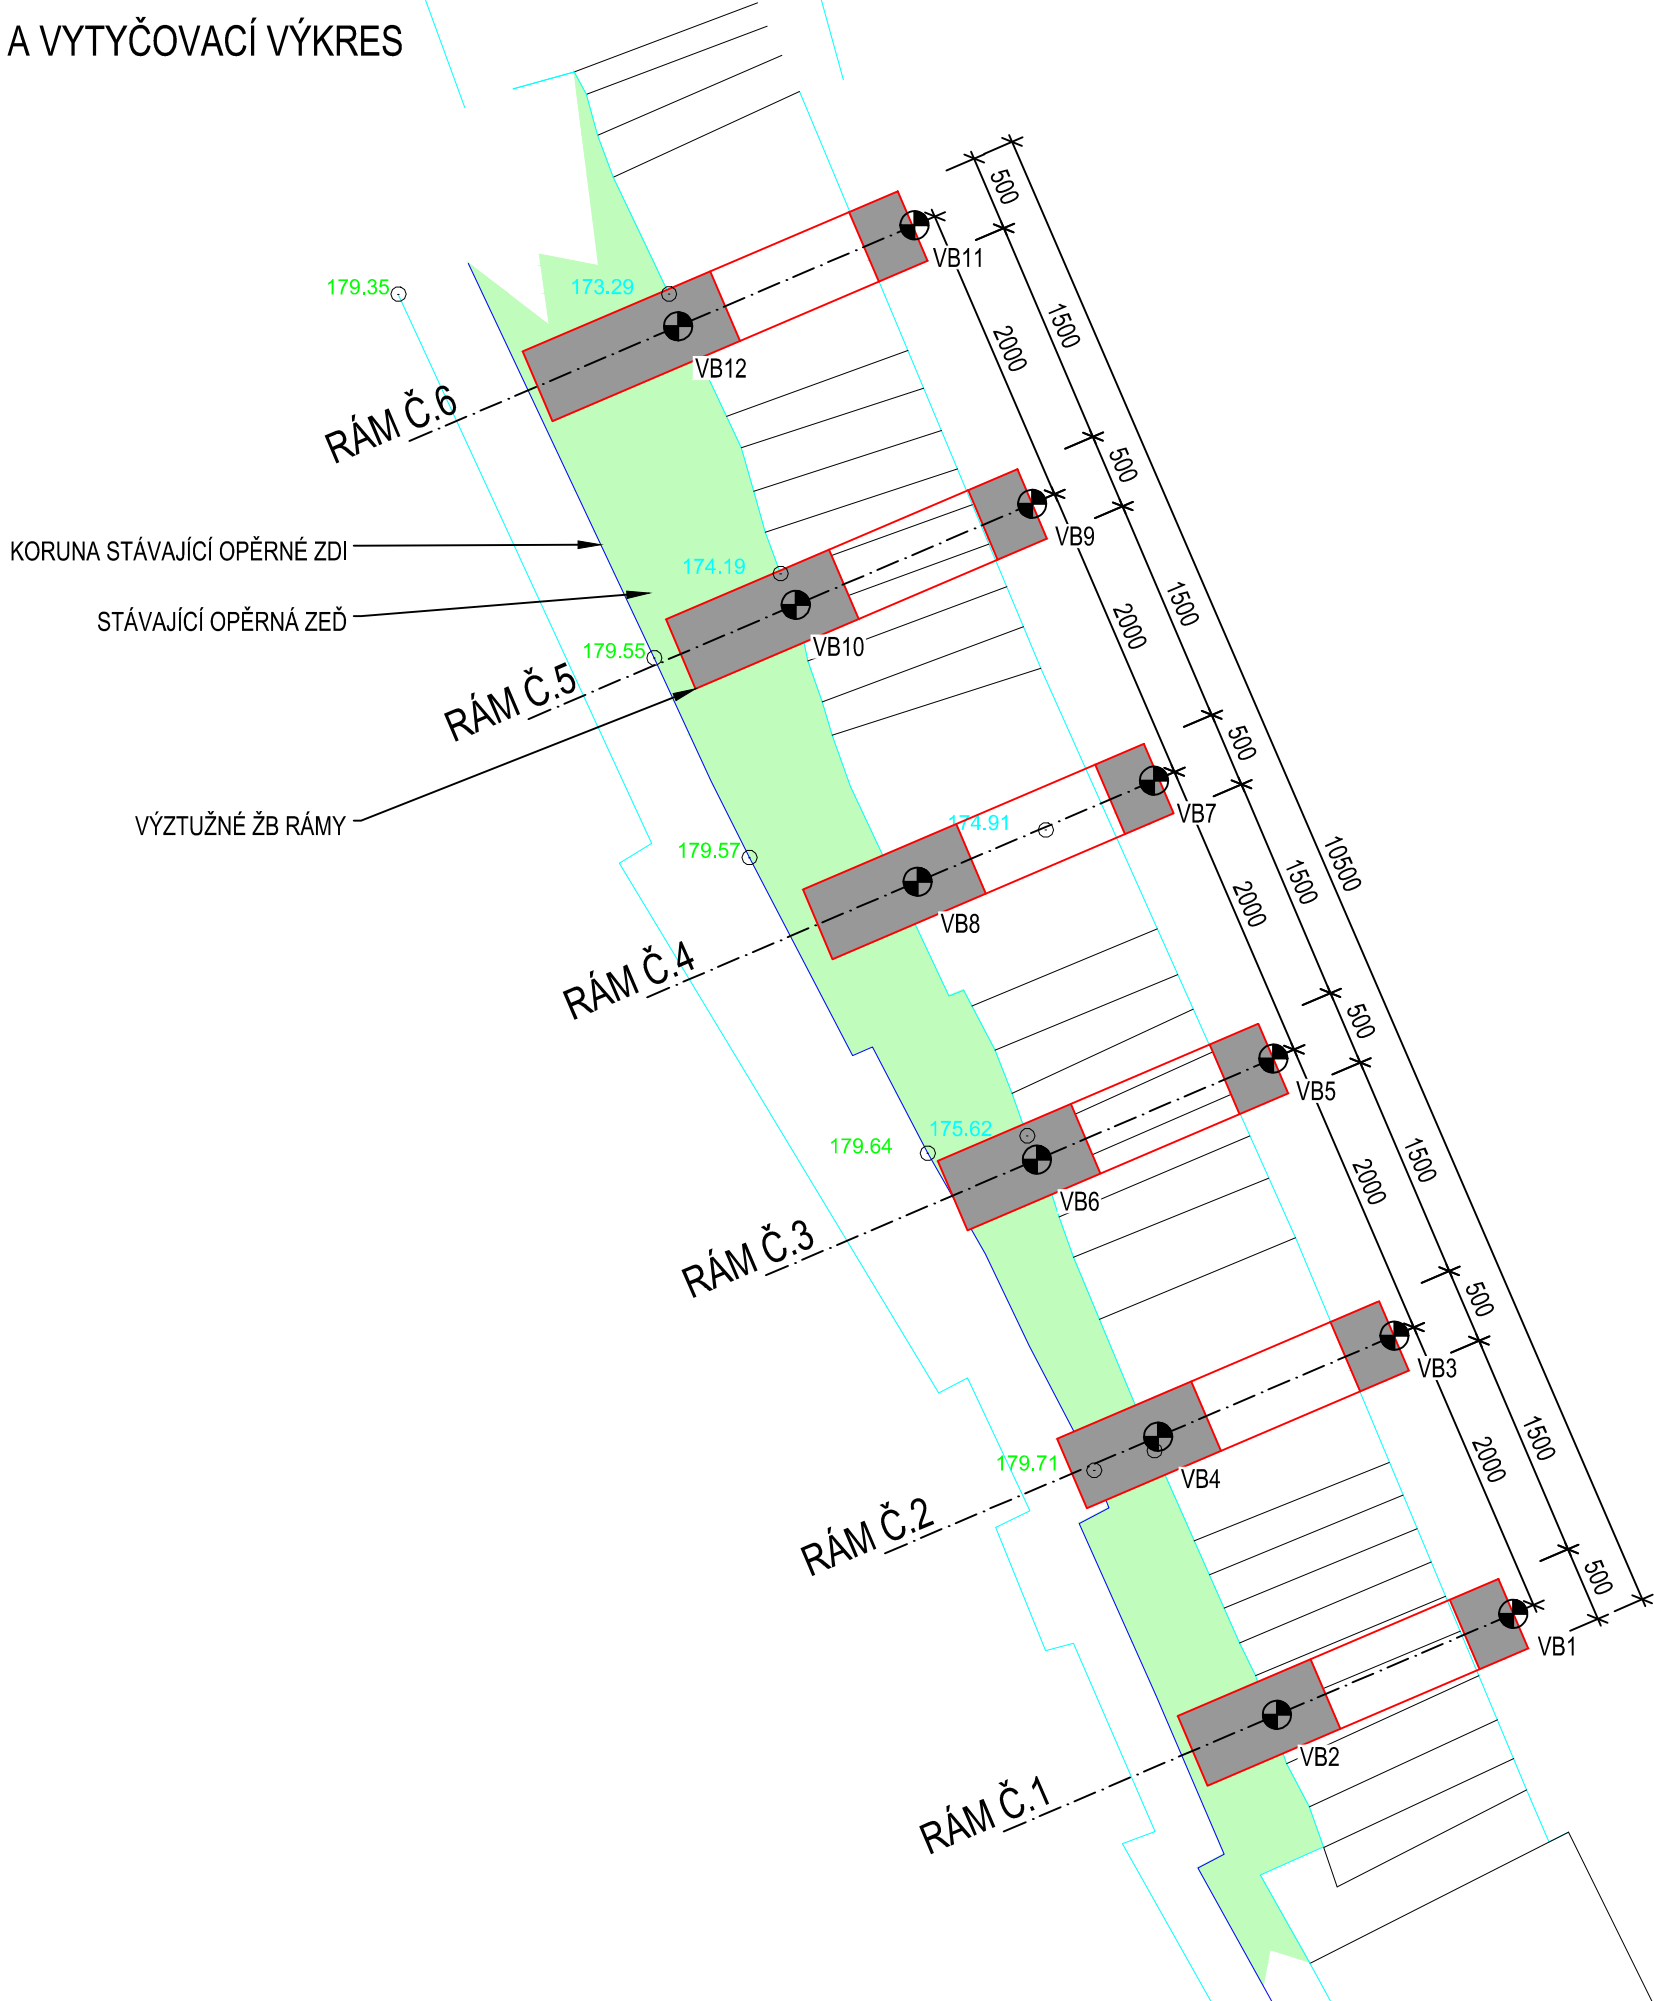 A VYTYČOVACÍ VÝKRES
500
VB11
179.35
173.29
1500
2000
VB12
RÁM Č.6
500
KORUNA STÁVAJÍCÍ OPĚRNÉ ZDI
VB9
174.19
STÁVAJÍCÍ OPĚRNÁ ZEĎ
1500
2000
179.55
VB10
RÁM Č.5
500
VÝZTUŽNÉ ŽB RÁMY
174.91
VB7
179.57
10500
1500
2000
VB8
RÁM Č.4
500
VB5
175.62
179.64
1500
2000
VB6
RÁM Č.3
500
VB3
179.71
1500
2000
VB4
RÁM Č.2
500
VB1
VB2
RÁM Č.1